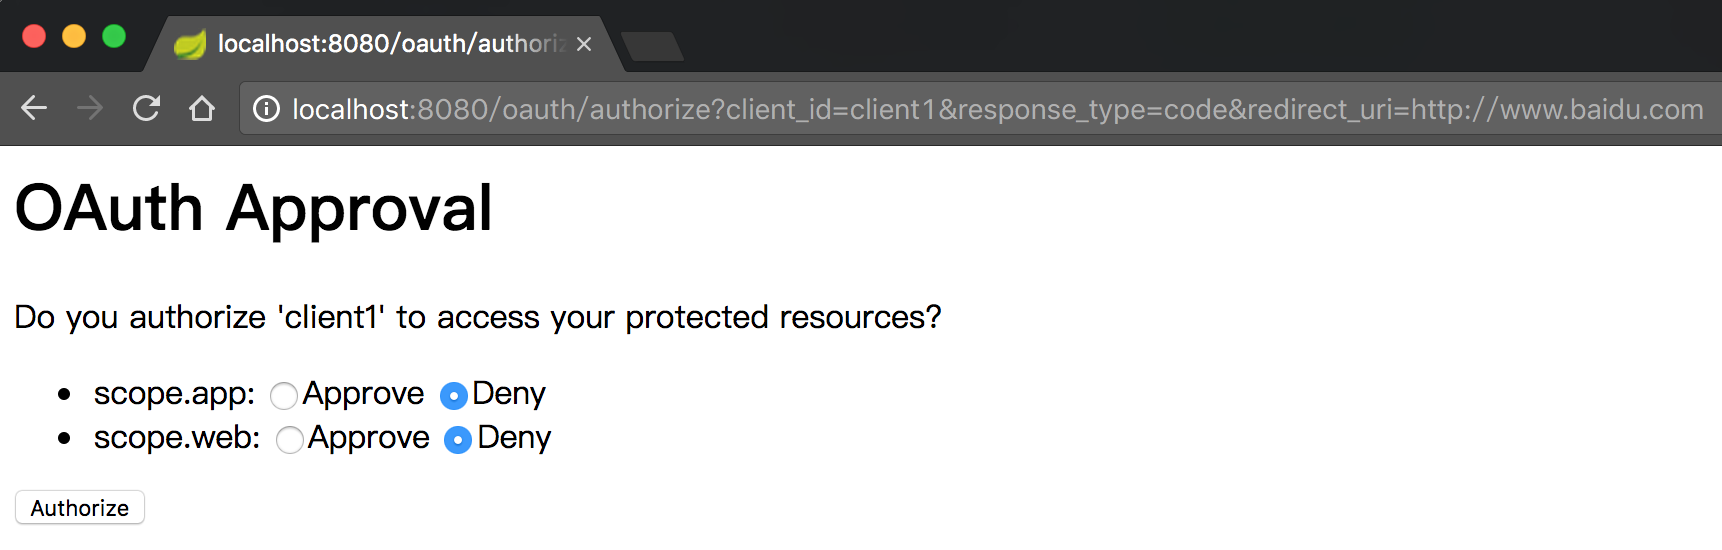 localhost:8080/oauth/authoriz
localhost:8080/oauth/authorize?client_id=client1&response_type=code&redirect_uri=http://www.baidu.com
OAuth Approval
Do you authorize 'client1' to access your protected resources?
• scope.app: Approve Deny
• scope.web: Approve Deny
Authorize